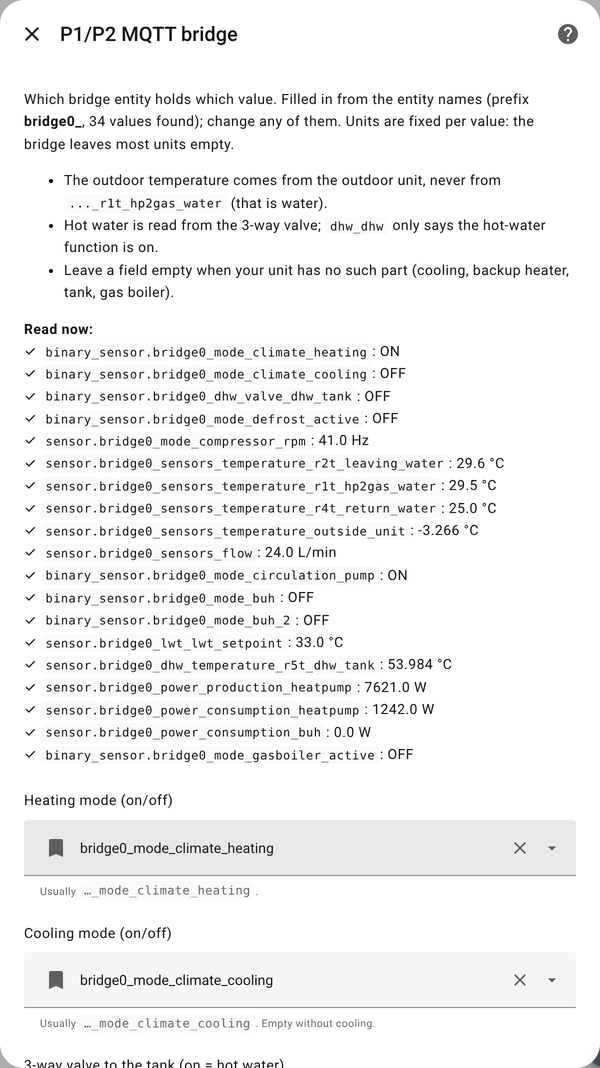 P1/P2 MQTT bridge
Which bridge entity holds which value. Filled in from the entity names (prefix
bridge0_, 34 values found); change any of them. Units are fixed per value: the
bridge leaves most units empty.
• The outdoor temperature comes from the outdoor unit, never from
..._r1t_hp2gas_water (that is water).
• Hot water is read from the 3-way valve; dhw_dhw only says the hot-water
function is on.
• Leave a field empty when your unit has no such part (cooling, backup heater,
tank, gas boiler).
Read now:
✓ binary_sensor.bridge0_mode_climate_heating : ON
✓ binary_sensor.bridge0_mode_climate_cooling : OFF
✓ binary_sensor.bridge0_dhw_valve_dhw_tank : OFF
✓ binary_sensor.bridge0_mode_defrost_active : OFF
✓ sensor.bridge0_mode_compressor_rpm : 41.0 Hz
✓ sensor.bridge0_sensors_temperature_r2t_leaving_water : 29.6 °C
✓ sensor.bridge0_sensors_temperature_r1t_hp2gas_water : 29.5 °C
✓ sensor.bridge0_sensors_temperature_r4t_return_water : 25.0 °C
✓ sensor.bridge0_sensors_temperature_outside_unit : -3.266 °C
✓ sensor.bridge0_sensors_flow : 24.0 L/min
✓ binary_sensor.bridge0_mode_circulation_pump : ON
✓ binary_sensor.bridge0_mode_buh : OFF
✓ binary_sensor.bridge0_mode_buh_2 : OFF
✓ sensor.bridge0_lwt_lwt_setpoint : 33.0 °C
✓ sensor.bridge0_dhw_temperature_r5t_dhw_tank : 53.984 °C
✓ sensor.bridge0_power_production_heatpump : 7621.0 W
✓ sensor.bridge0_power_consumption_heatpump : 1242.0 W
✓ sensor.bridge0_power_consumption_buh : 0.0 W
✓ binary_sensor.bridge0_mode_gasboiler_active : OFF
Heating mode (on/off)
bridge0_mode_climate_heating
Usually …_mode_climate_heating .
Cooling mode (on/off)
bridge0_mode_climate_cooling
Usually …_mode_climate_cooling . Empty without cooling.
3-way valve to the tank (on = hot water)